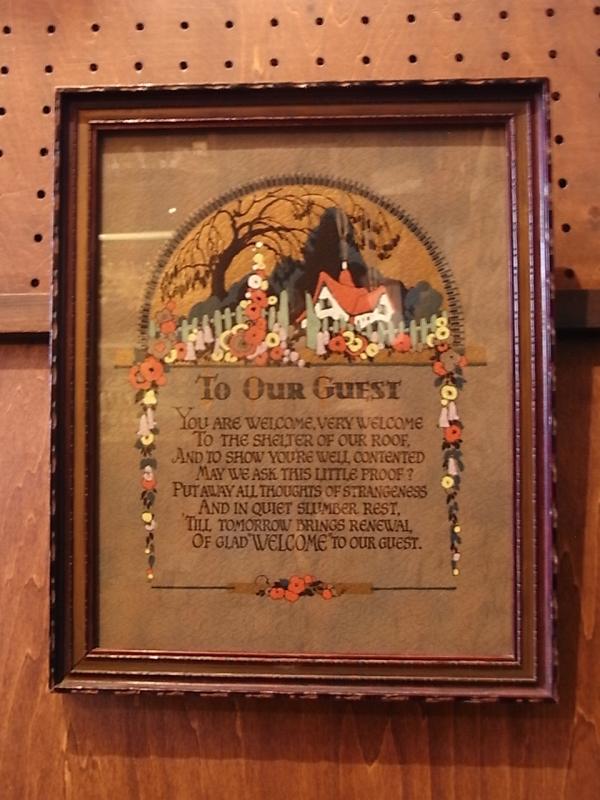 TO OUR GUEST
YOU ARE WELCOME, VERY WELCOME
TO THE SHELTER OF OUR ROOF,
AND TO SHOW YOU'RE WELL CONTENTED
MAY WE ASK THIS LITTLE PROOF?
PUT AWAY ALL THOUGHTS OF STRANGENESS
AND IN QUIET SLUMBER REST,
'TILL TOMORROW BRINGS RENEWAL
OF GLAD "WELCOME" TO OUR GUEST.